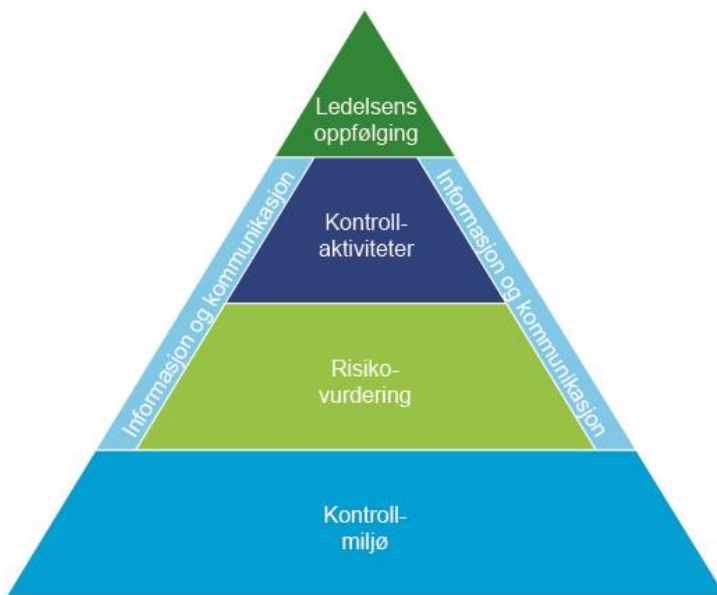 Ledelsens
oppfølging
Informasjon og kommunikasjon
Informasjon og kommunikasjon
Kontroll-
aktiviteter
Risiko-
vurdering
Kontroll-
miljø